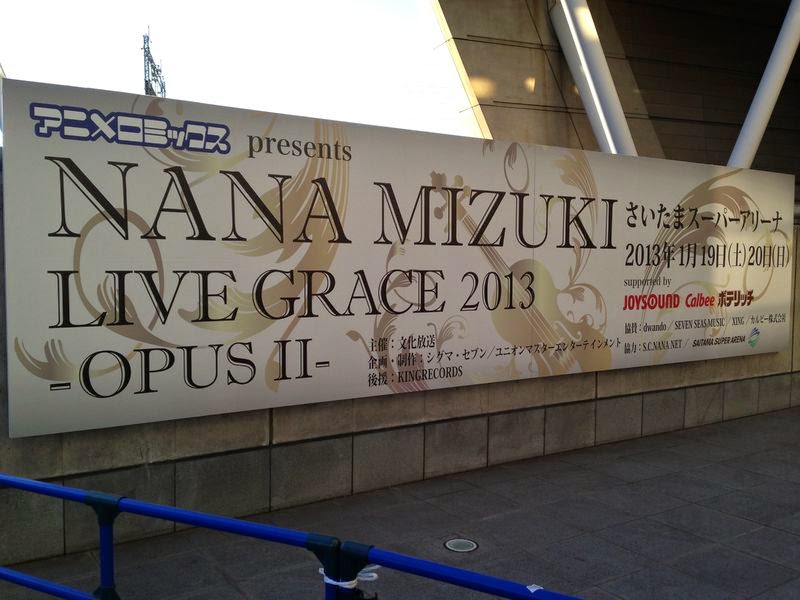 アニメロミックス presents
NANA MIZUKI
LIVE GRACE 2013
-OPUS II-
主催：文化放送
企画・制作：シグマ・セブン／ユニオンマスターエンターテインメント
後援：KINGRECORDS
さいたまスーパーアリーナ
2013年1月19日(土)20日(日)
supported by
JOYSOUND Calbee ポテリッチ
協賛：dwando／SEVEN SEAS MUSIC／XING／カルビー株式会社
協力：S.C.NANA NET／ SAITAMA SUPER ARENA